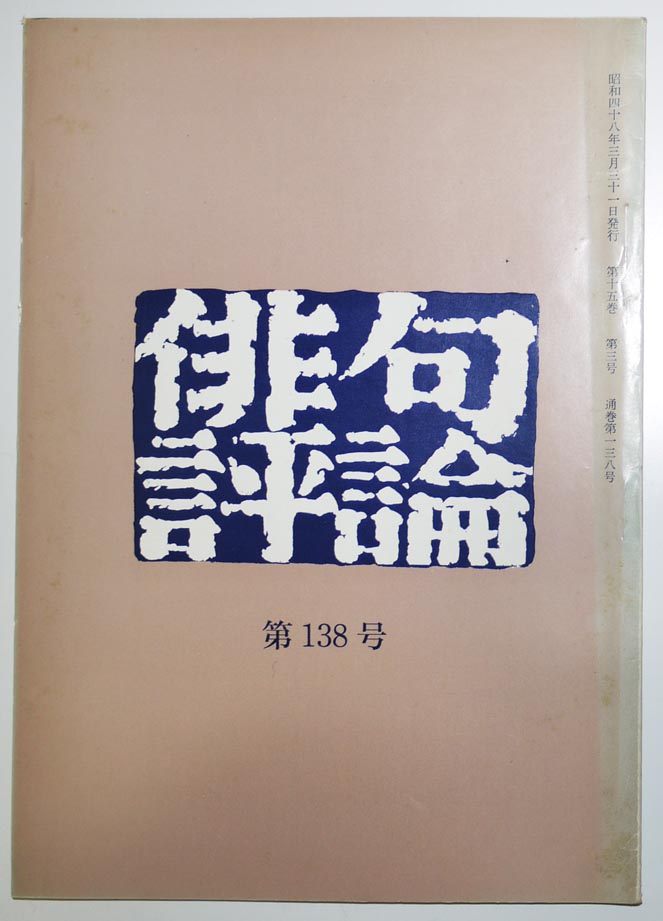 俳句
評論
第138号
昭和四十八年三月三十一日発行 第十五巻 第三号 通巻第一三八号